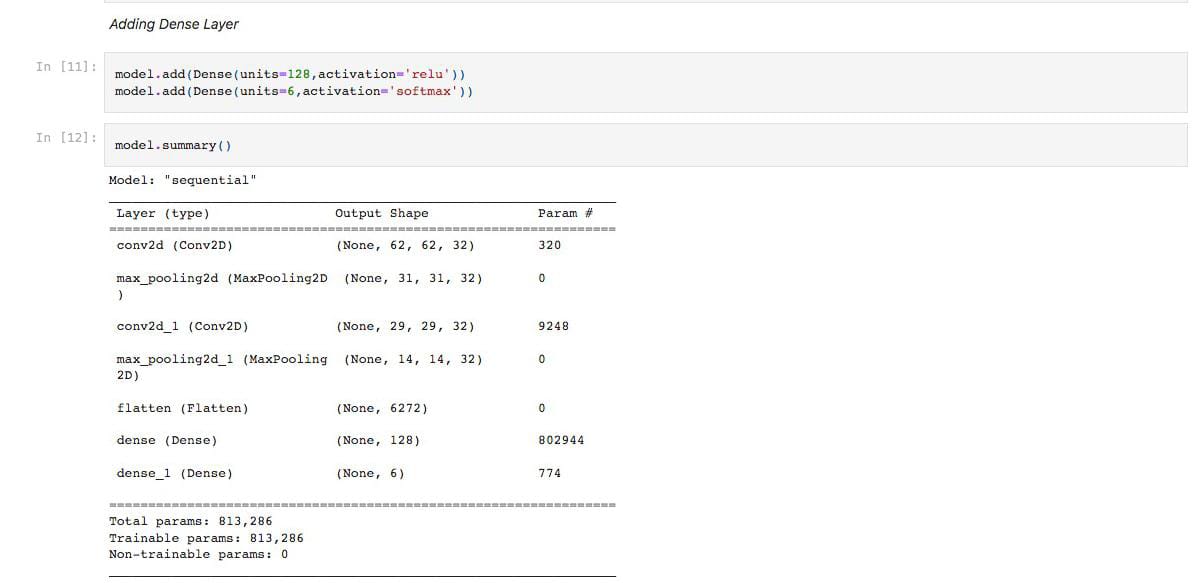 Adding Dense Layer
In [11]:
model.add(Dense(units=128,activation='relu'))
model.add(Dense(units=6,activation='softmax'))
In [12]:
model.summary()
Model: "sequential"
Layer (type) Output Shape Param #
conv2d (Conv2D) (None, 62, 62, 32) 320
max_pooling2d (MaxPooling2D (None, 31, 31, 32) 0
)
conv2d_1 (Conv2D) (None, 29, 29, 32) 9248
max_pooling2d_1 (MaxPooling (None, 14, 14, 32) 0
2D)
flatten (Flatten) (None, 6272) 0
dense (Dense) (None, 128) 802944
dense_1 (Dense) (None, 6) 774
Total params: 813,286
Trainable params: 813,286
Non-trainable params: 0